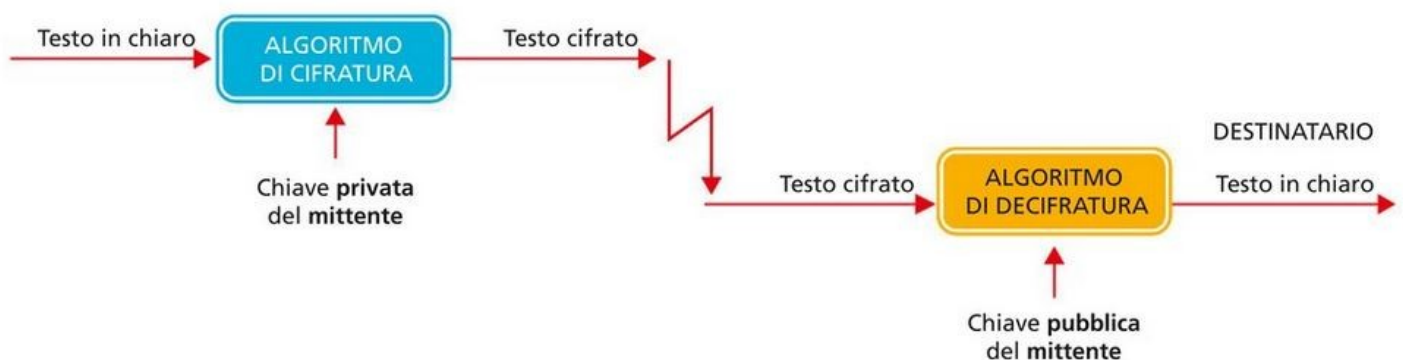 Testo in chiaro
ALGORITMO
DI CIFRATURA
Testo cifrato
Chiave privata
del mittente
DESTINATARIO
Testo cifrato
ALGORITMO
DI DECIFRATURA
Testo in chiaro
Chiave pubblica
del mittente